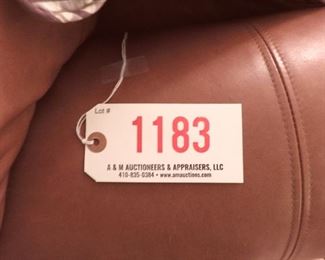 Lot #
1183
A & M AUCTIONEERS & APPRAISERS, LLC
410-835-0384 • www.amauctions.com